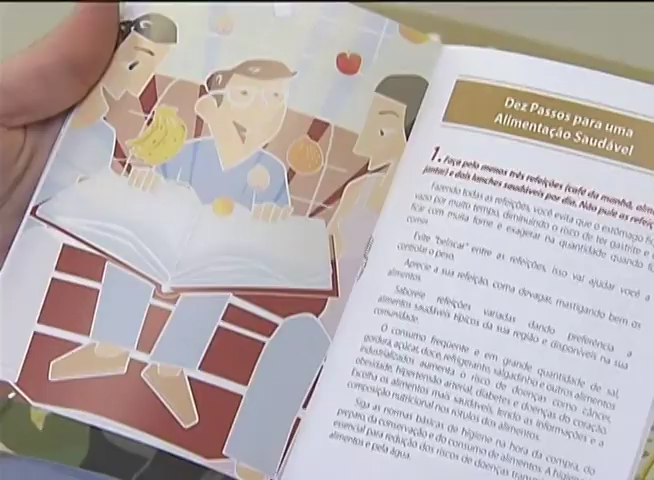 Dez Passos para uma
Alimentação Saudável
1. Faça pelo menos três refeições (café da manhã,
jantar) e dois lanches saudáveis por dia. Não pule as
Fazendo todas as refeições, você evita que o estômago
vazio por muito tempo, diminuindo o risco de ter gastrite e
ficar com muita fome e exagerar na quantidade quando
comer.
Evite "beliscar" entre as refeições, isso vai ajudar você a
controlar o peso.
Aprecie a sua refeição, coma devagar, mastigando bem os
alimentos.
Saboreie refeições variadas dando preferência a
alimentos saudáveis típicos da sua região e disponíveis na sua
comunidade.
O consumo freqüente e em grande quantidade de sal,
gordura, açúcar, doce, refrigerante, salgadinho e outros alimentos
industrializados aumenta o risco de doenças como câncer,
obesidade, hipertensão arterial, diabetes e doenças do coração.
Escolha os alimentos mais saudáveis, lendo as informações e a
composição nutricional nos rótulos dos alimentos.
Siga as normas básicas de higiene na hora da compra, do
preparo, da conservação e do consumo de alimentos. A
essencial para redução dos riscos de doenças
alimentos e pela água.